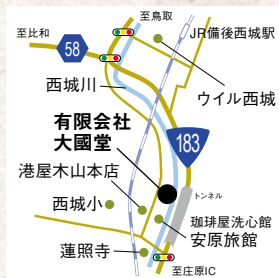 至鳥取
至比和
JR備後西城駅
58
西城川
ウイル西城
有限会社
大國堂
183
港屋木山本店
トンネル
西城小
珈琲屋洗心館
安原旅館
蓮照寺
至庄原IC